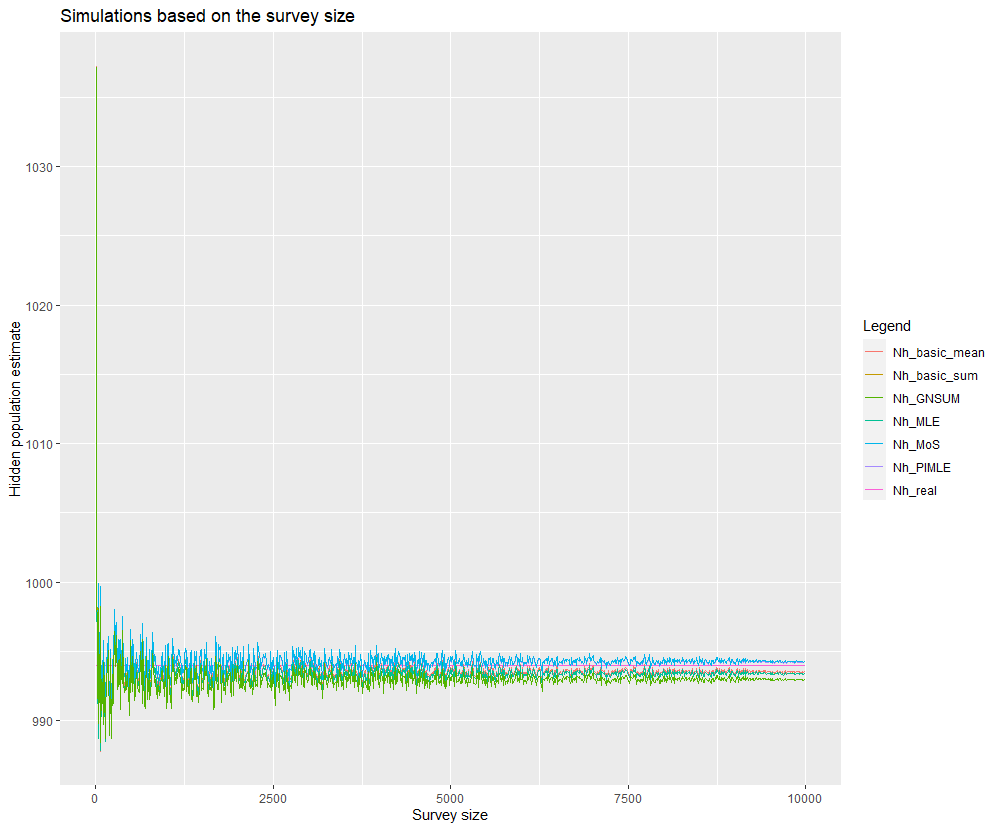 Simulations based on the survey size
1030
1020
1010
1000
990
Hidden population estimate
0
2500
5000
7500
10000
Survey size
Legend
Nh_basic_mean
Nh_basic_sum
Nh_GNSUM
Nh_MLE
Nh_MoS
Nh_PIMLE
Nh_real